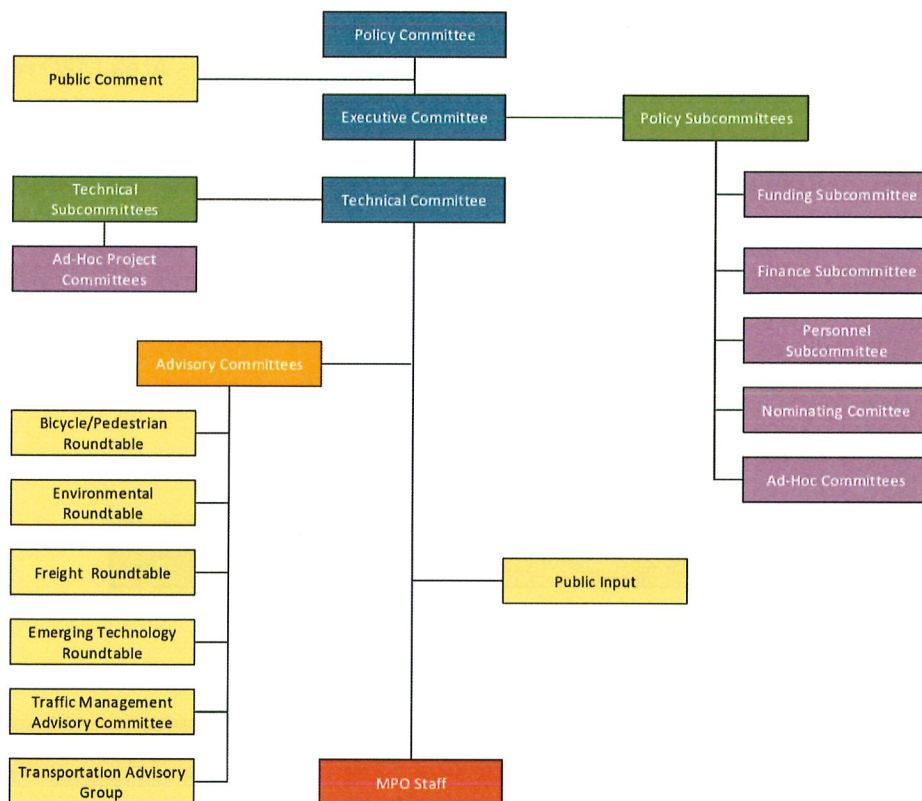 Policy Committee
Public Comment
Executive Committee
Policy Subcommittees
Technical
Subcommittees
Technical Committee
Funding Subcommittee
Ad-Hoc Project
Committees
Finance Subcommittee
Personnel
Subcommittee
Advisory Committees
Nominating Comittee
Bicycle/Pedestrian
Roundtable
Ad-Hoc Committees
Environmental
Roundtable
Freight Roundtable
Public Input
Emerging Technology
Roundtable
Traffic Management
Advisory Committee
Transportation Advisory
Group
MPO Staff